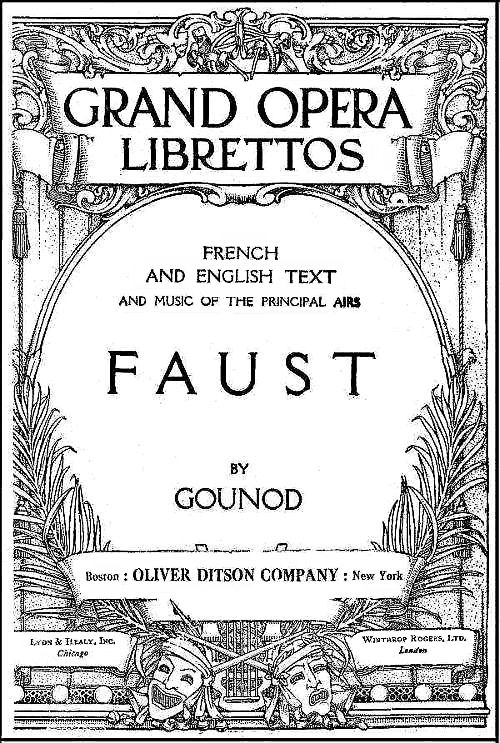 GRAND OPERA
LIBRETTOS
FRENCH
AND ENGLISH TEXT
AND MUSIC OF THE PRINCIPAL AIRS
FAUST
BY
GOUNOD
Boston : OLIVER DITSON COMPANY : New York
LYON & HEALY, INC.
Chicago
WINTHROP ROGERS, LTD.
London